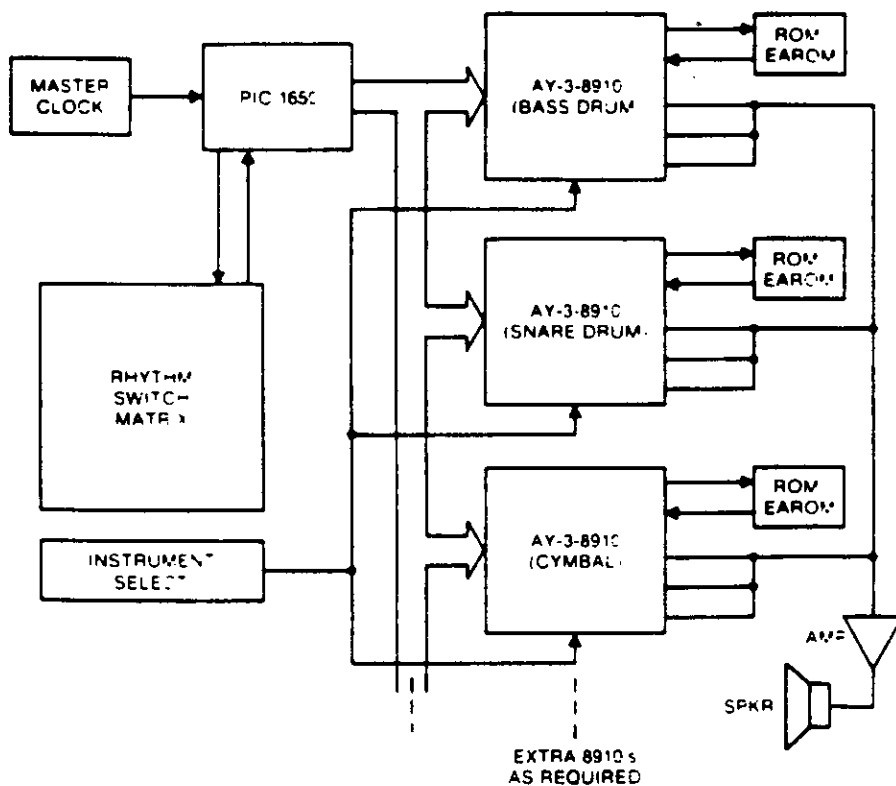 MASTER
CLOCK
PIC 1650
AY-3-8910
(BASS DRUM
ROM
EAROM
AY-3-8910
(SNARE DRUM)
ROM
EAROM
RHYTHM
SWITCH
MATRIX
AY-3-8910
(CYMBAL)
ROM
EAROM
INSTRUMENT
SELECT
AMP
SPKR
EXTRA 8910's
AS REQUIRED